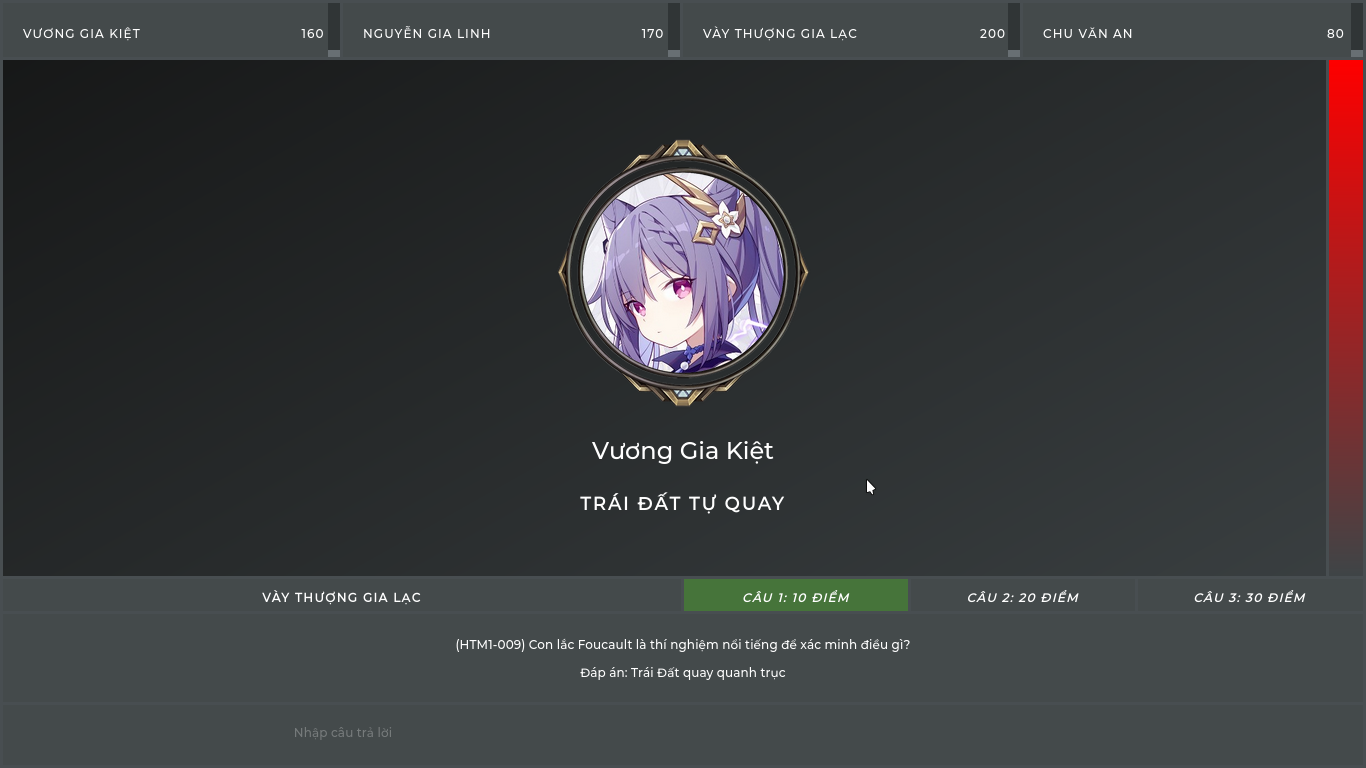 VƯƠNG GIA KIỆT 160 NGUYỄN GIA LINH 170 VÀY THƯỢNG GIA LẠC 200 CHU VĂN AN 80
Vương Gia Kiệt
TRÁI ĐẤT TỰ QUAY
VÀY THƯỢNG GIA LẠC CÂU 1: 10 ĐIỂM CÂU 2: 20 ĐIỂM CÂU 3: 30 ĐIỂM
(HTM1-009) Con lắc Foucault là thí nghiệm nổi tiếng để xác minh điều gì?
Đáp án: Trái Đất quay quanh trục
Nhập câu trả lời